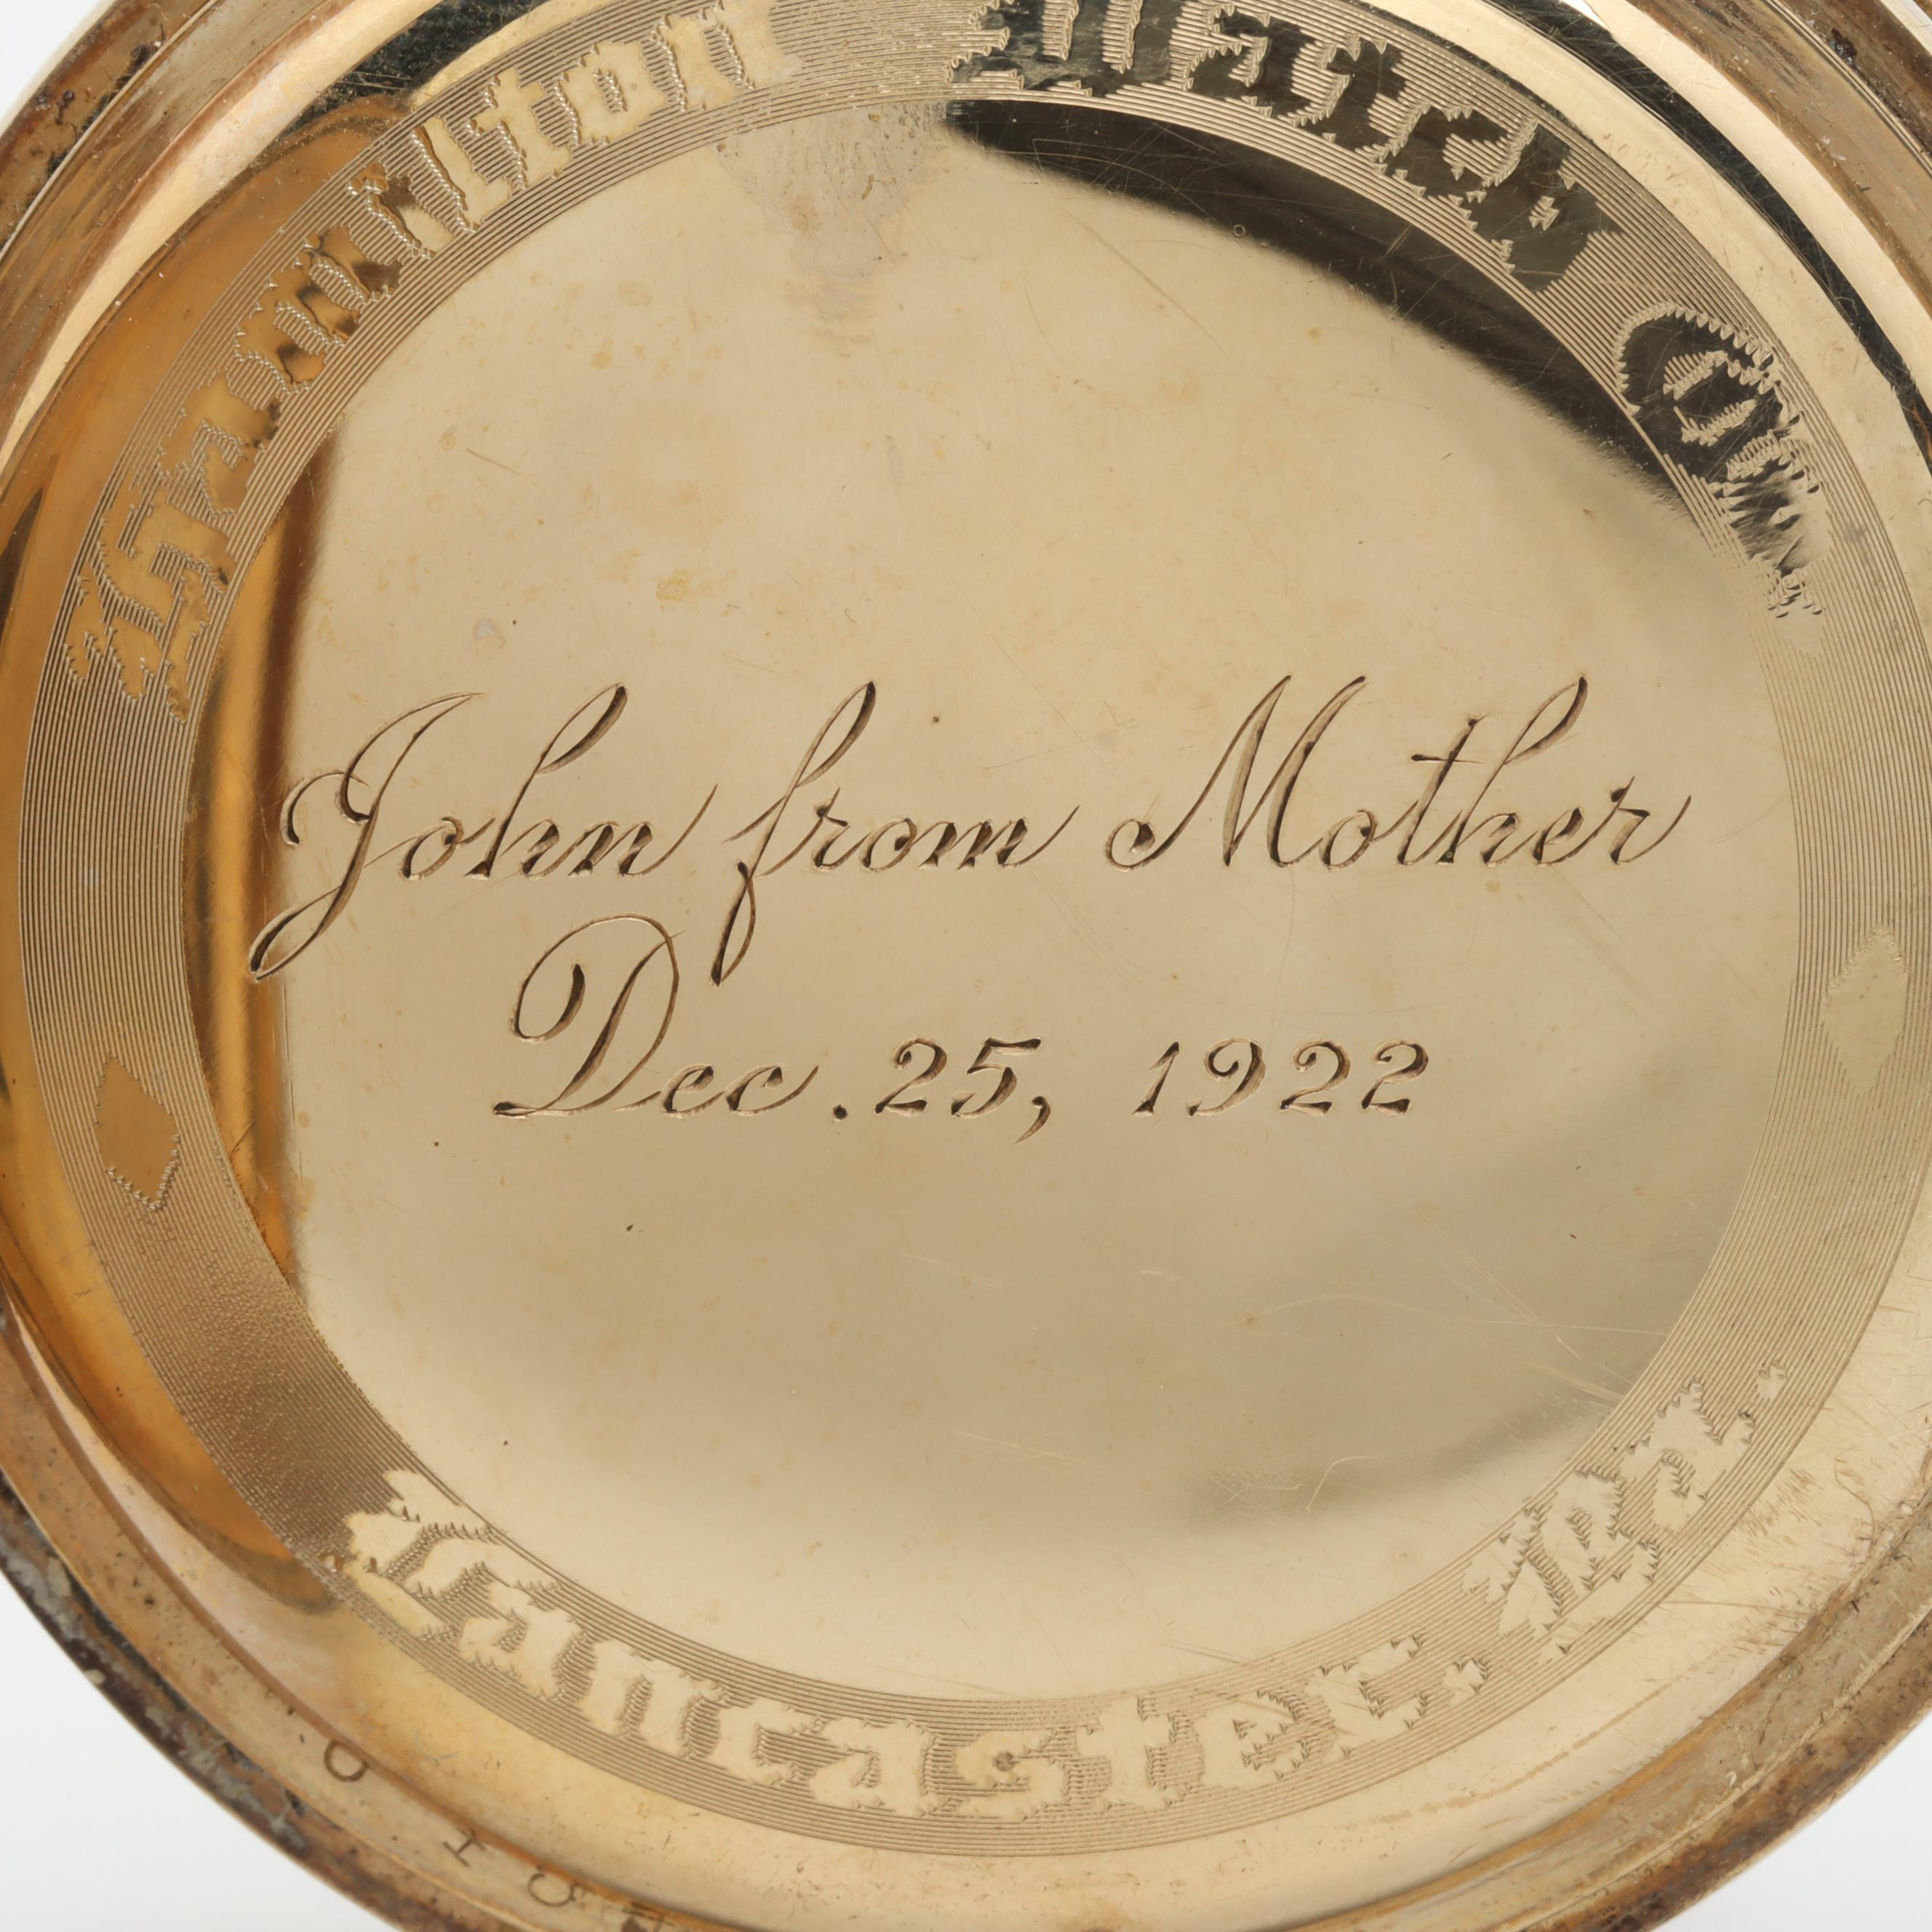 Hamilton Watch Co.
John from Mother
Dec. 25, 1922
Lancaster. Pa.